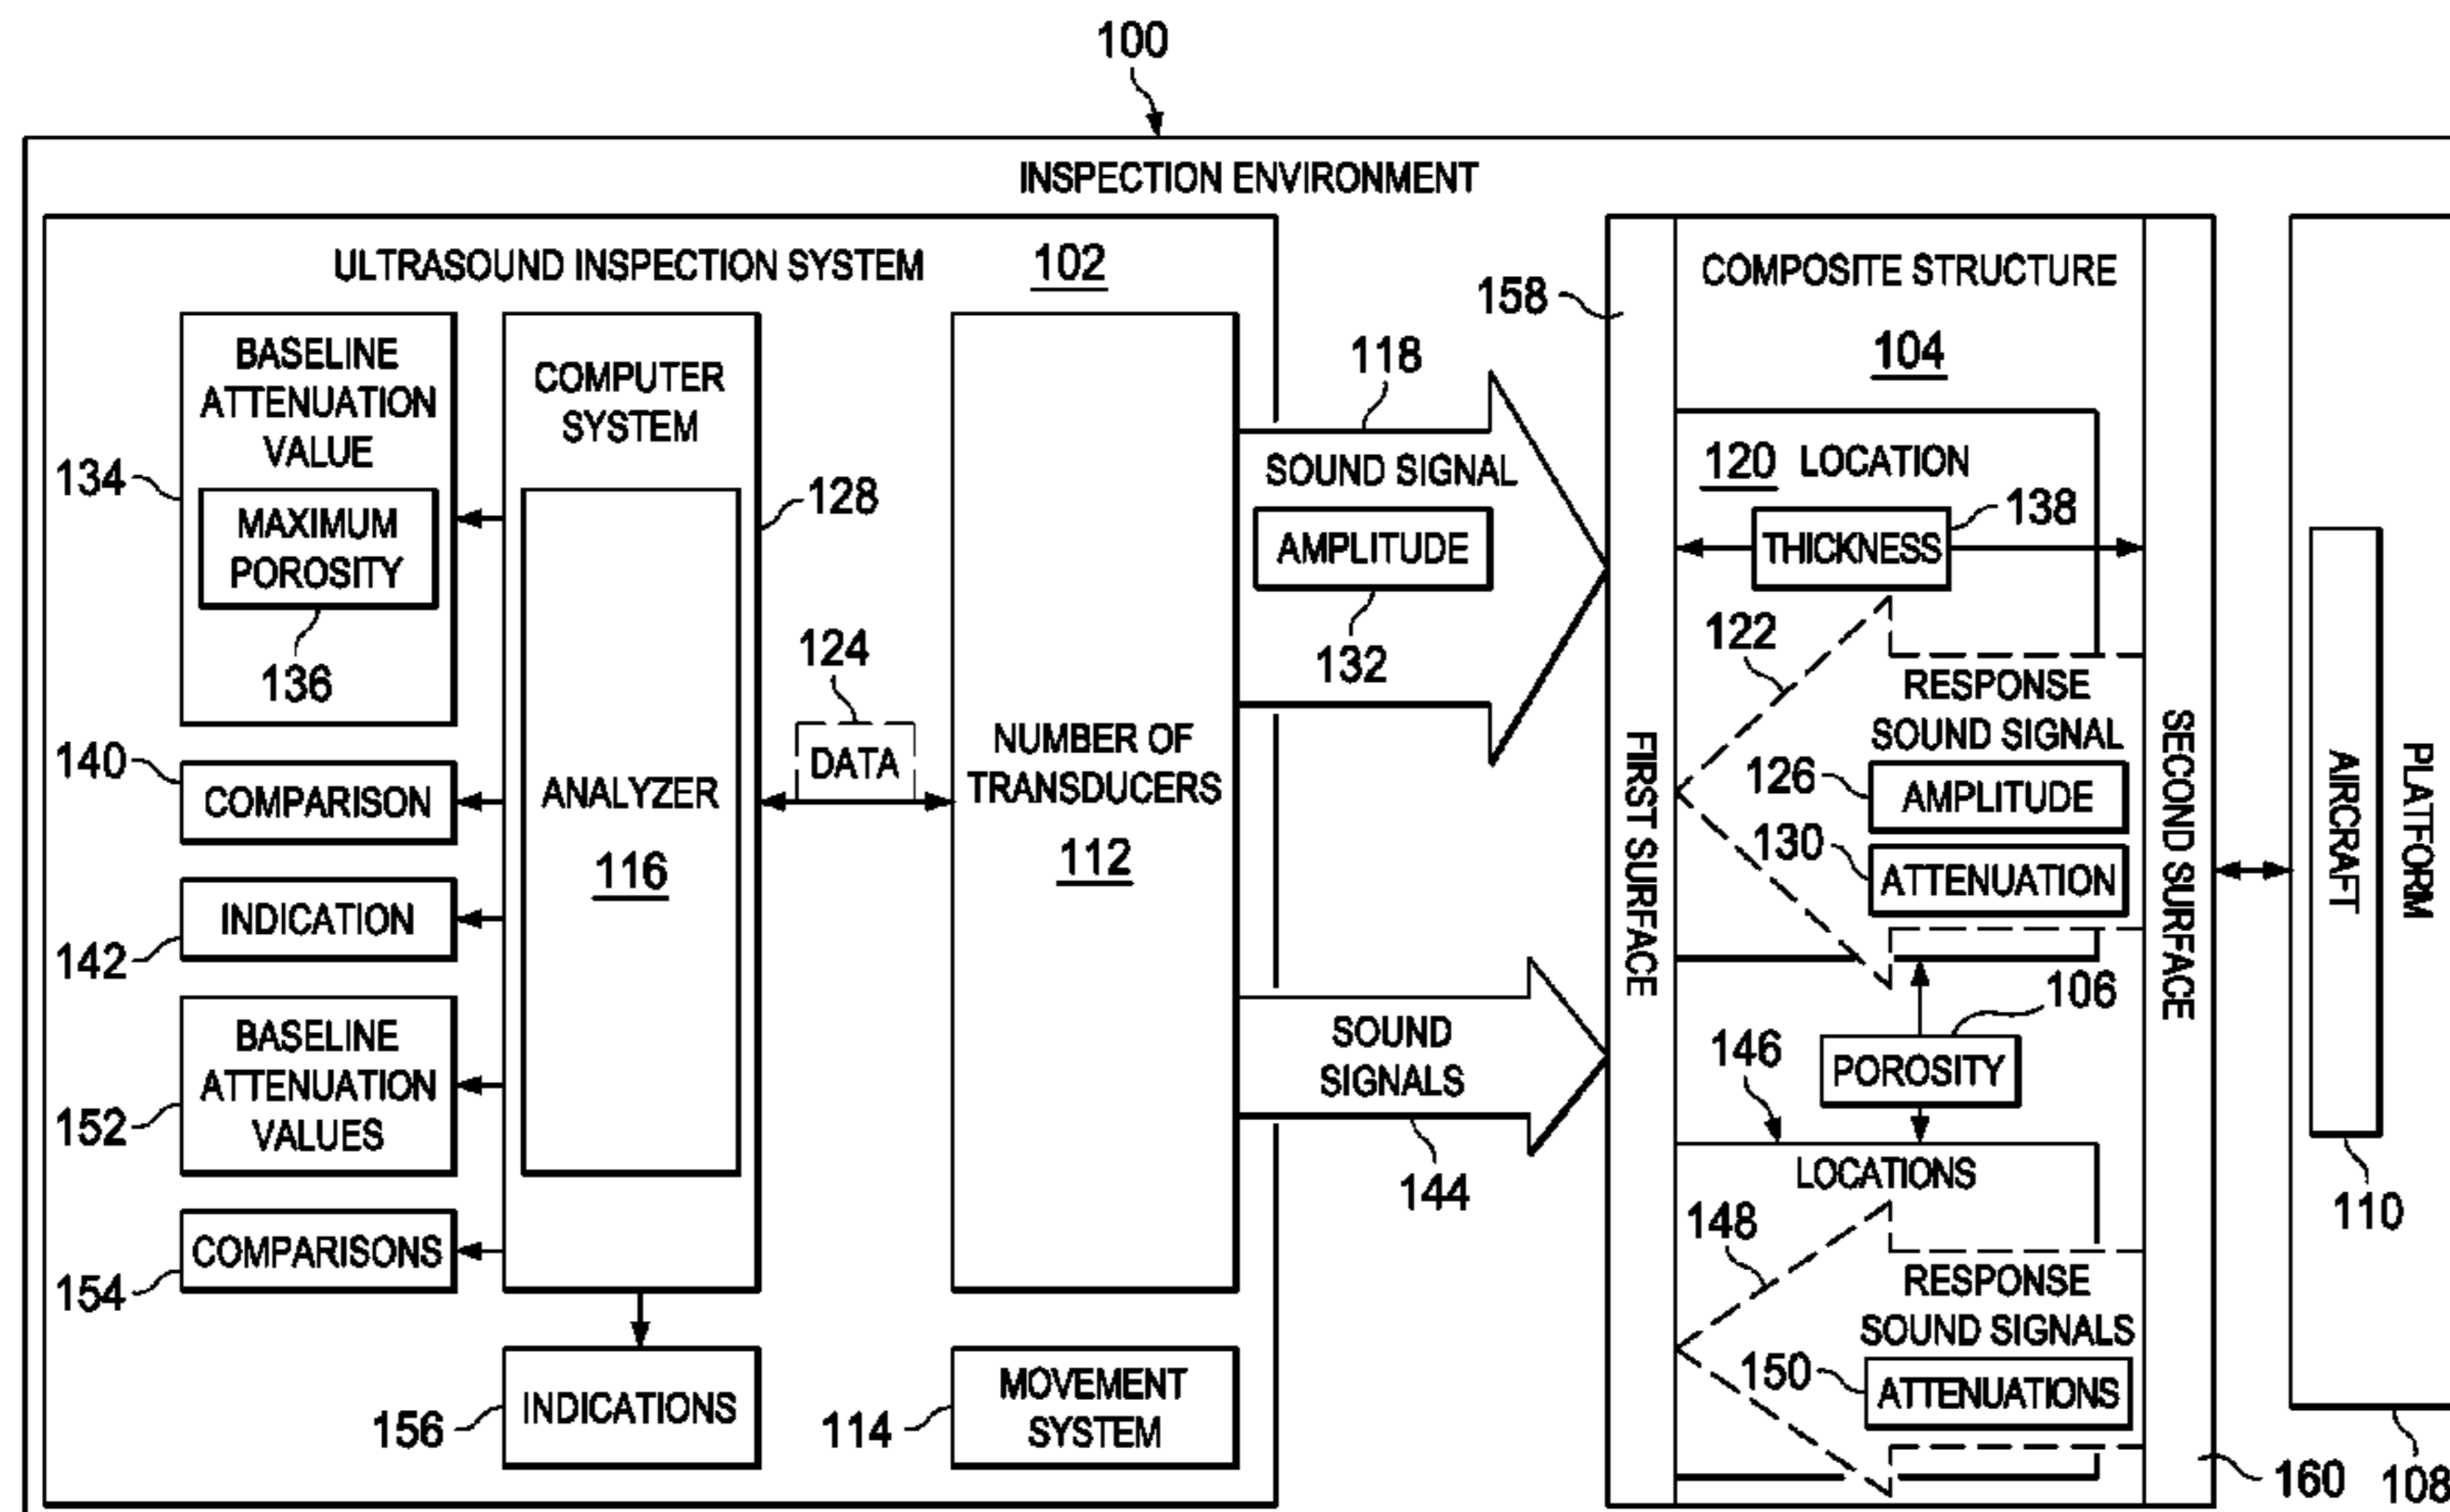 100
INSPECTION ENVIRONMENT
ULTRASOUND INSPECTION SYSTEM 102
BASELINE
ATTENUATION
VALUE
134
MAXIMUM
POROSITY
136
140
COMPARISON
INDICATION
142
BASELINE
ATTENUATION
VALUES
152
COMPARISONS
154
COMPUTER
SYSTEM
128
ANALYZER
116
124
DATA
INDICATIONS
156
NUMBER OF
TRANSDUCERS
112
MOVEMENT
SYSTEM
114
118
SOUND SIGNAL
AMPLITUDE
132
SOUND
SIGNALS
144
158
FIRST SURFACE
COMPOSITE STRUCTURE
104
120 LOCATION
THICKNESS
138
122
RESPONSE
SOUND SIGNAL
126
AMPLITUDE
130
ATTENUATION
106
POROSITY
146
LOCATIONS
148
RESPONSE
SOUND SIGNALS
150
ATTENUATIONS
SECOND SURFACE
160
AIRCRAFT
110
PLATFORM
108